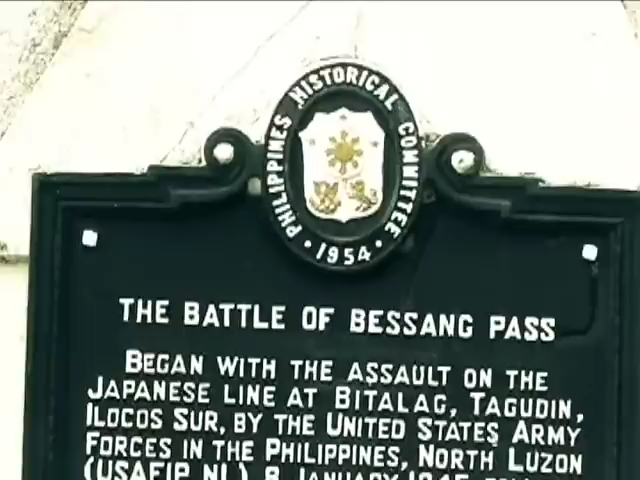 PHILIPPINES HISTORICAL COMMITTEE
• 1954 •
THE BATTLE OF BESSANG PASS
BEGAN WITH THE ASSAULT ON THE
JAPANESE LINE AT BITALAG, TAGUDIN,
ILOCOS SUR, BY THE UNITED STATES ARMY
FORCES IN THE PHILIPPINES, NORTH LUZON
(USAFIP, NL) 8 JANUARY 1945